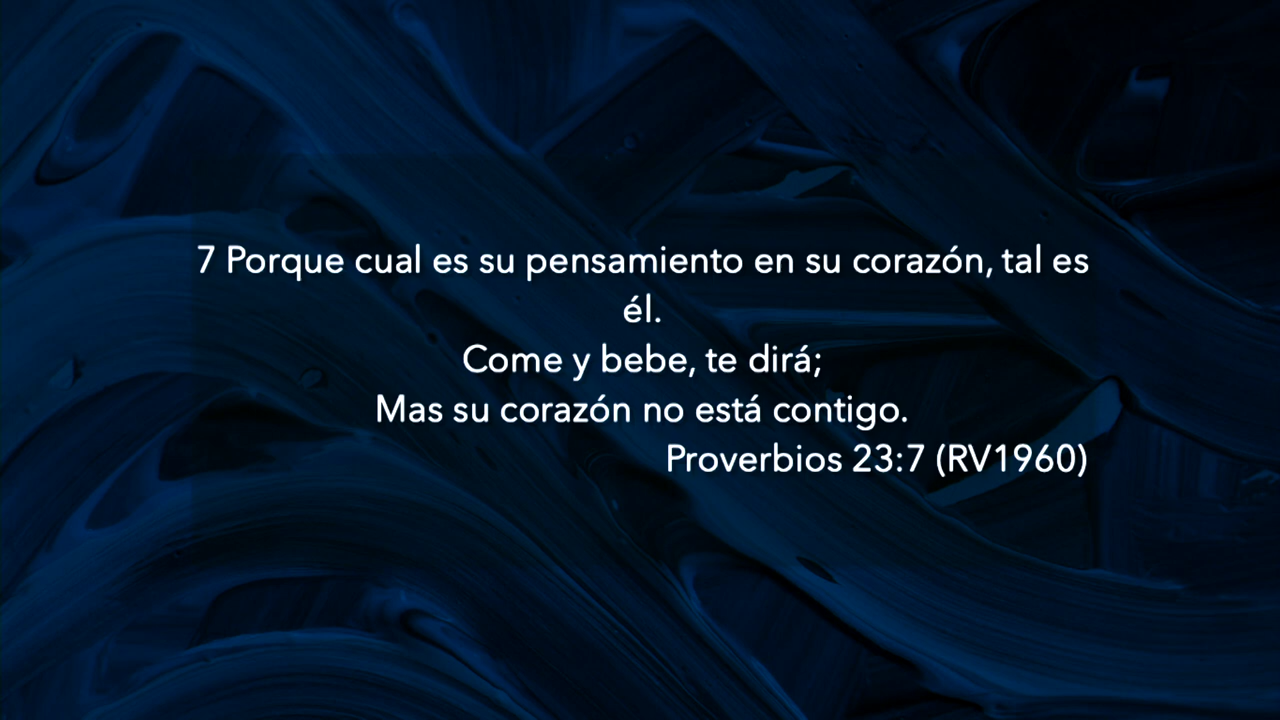 7 Porque cual es su pensamiento en su corazón, tal es
él.
Come y bebe, te dirá;
Mas su corazón no está contigo.
Proverbios 23:7 (RV1960)